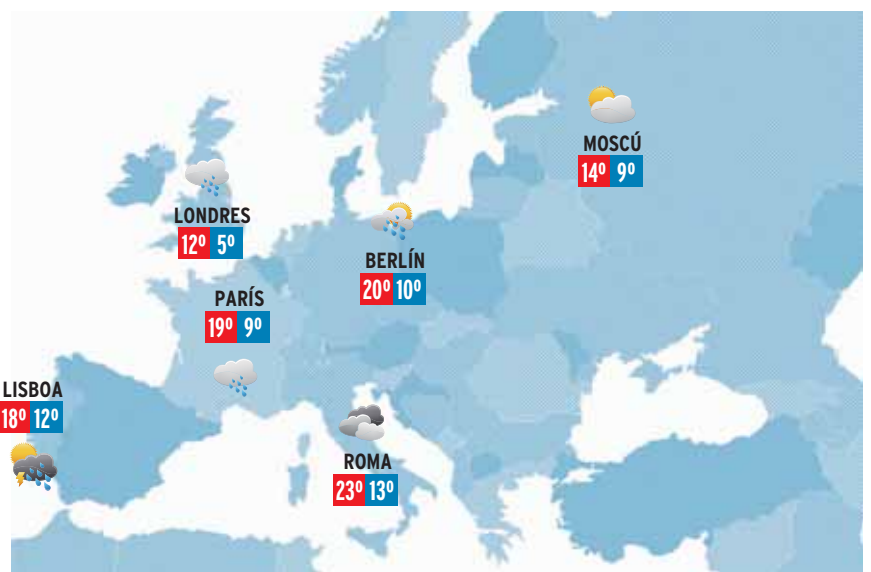 MOSCÚ
14º 9º
LONDRES
12º 5º
BERLÍN
20º 10º
PARÍS
19º 9º
LISBOA
18º 12º
ROMA
23º 13º